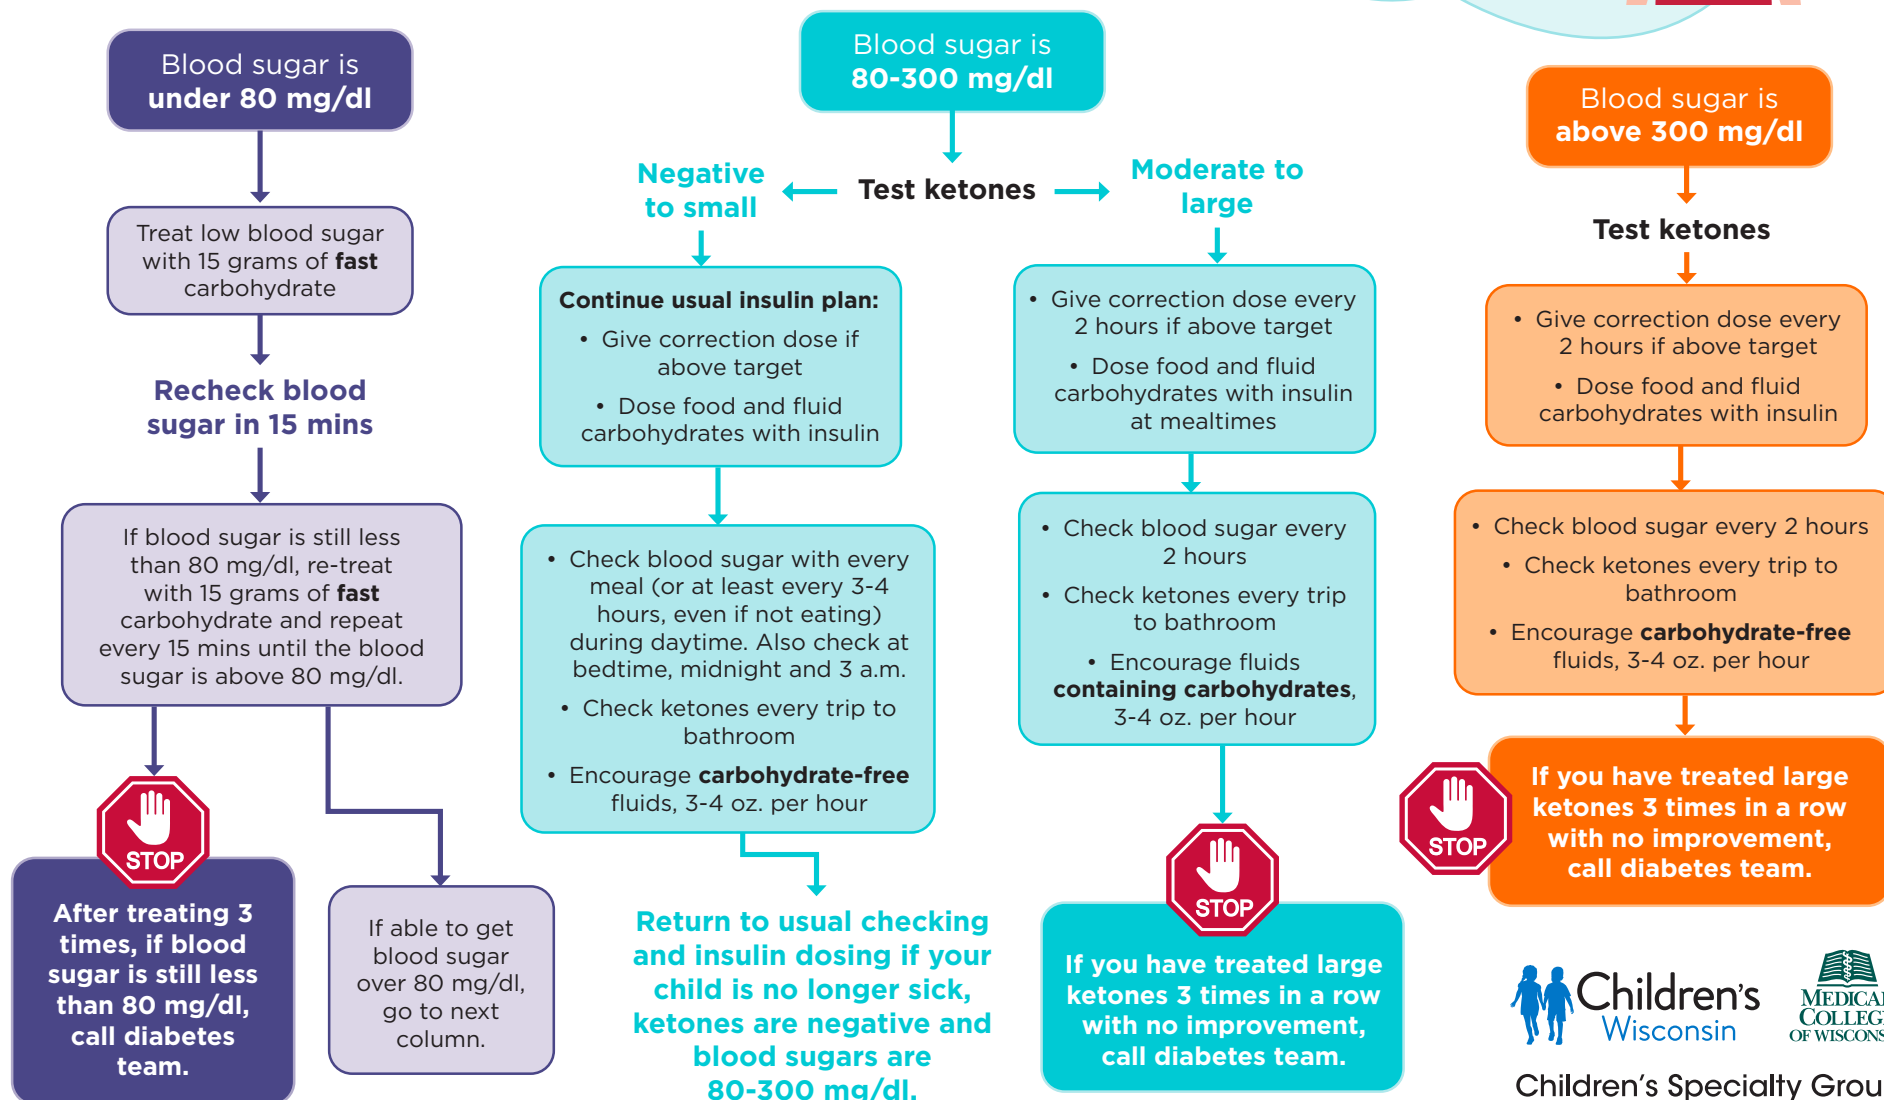 Blood sugar is
under 80 mg/dl
Treat low blood sugar
with 15 grams of fast
carbohydrate
Recheck blood
sugar in 15 mins
If blood sugar is still less
than 80 mg/dl, re-treat
with 15 grams of fast
carbohydrate and repeat
every 15 mins until the blood
sugar is above 80 mg/dl.
STOP
After treating 3
times, if blood
sugar is still less
than 80 mg/dl,
call diabetes
team.
If able to get
blood sugar
over 80 mg/dl,
go to next
column.
Blood sugar is
80-300 mg/dl
Test ketones
Negative
to small
Continue usual insulin plan:
• Give correction dose if
above target
• Dose food and fluid
carbohydrates with insulin
• Check blood sugar with every
meal (or at least every 3-4
hours, even if not eating)
during daytime. Also check at
bedtime, midnight and 3 a.m.
• Check ketones every trip to
bathroom
• Encourage carbohydrate-free
fluids, 3-4 oz. per hour
Return to usual checking
and insulin dosing if your
child is no longer sick,
ketones are negative and
blood sugars are
80-300 mg/dl.
Moderate to
large
• Give correction dose every
2 hours if above target
• Dose food and fluid
carbohydrates with insulin
at mealtimes
• Check blood sugar every
2 hours
• Check ketones every trip
to bathroom
• Encourage fluids
containing carbohydrates,
3-4 oz. per hour
STOP
If you have treated large
ketones 3 times in a row
with no improvement,
call diabetes team.
Blood sugar is
above 300 mg/dl
Test ketones
• Give correction dose every
2 hours if above target
• Dose food and fluid
carbohydrates with insulin
• Check blood sugar every 2 hours
• Check ketones every trip to
bathroom
• Encourage carbohydrate-free
fluids, 3-4 oz. per hour
STOP
If you have treated large
ketones 3 times in a row
with no improvement,
call diabetes team.
Children's
Wisconsin
MEDICAL
COLLEGE
OF WISCONS
Children's Specialty Grou